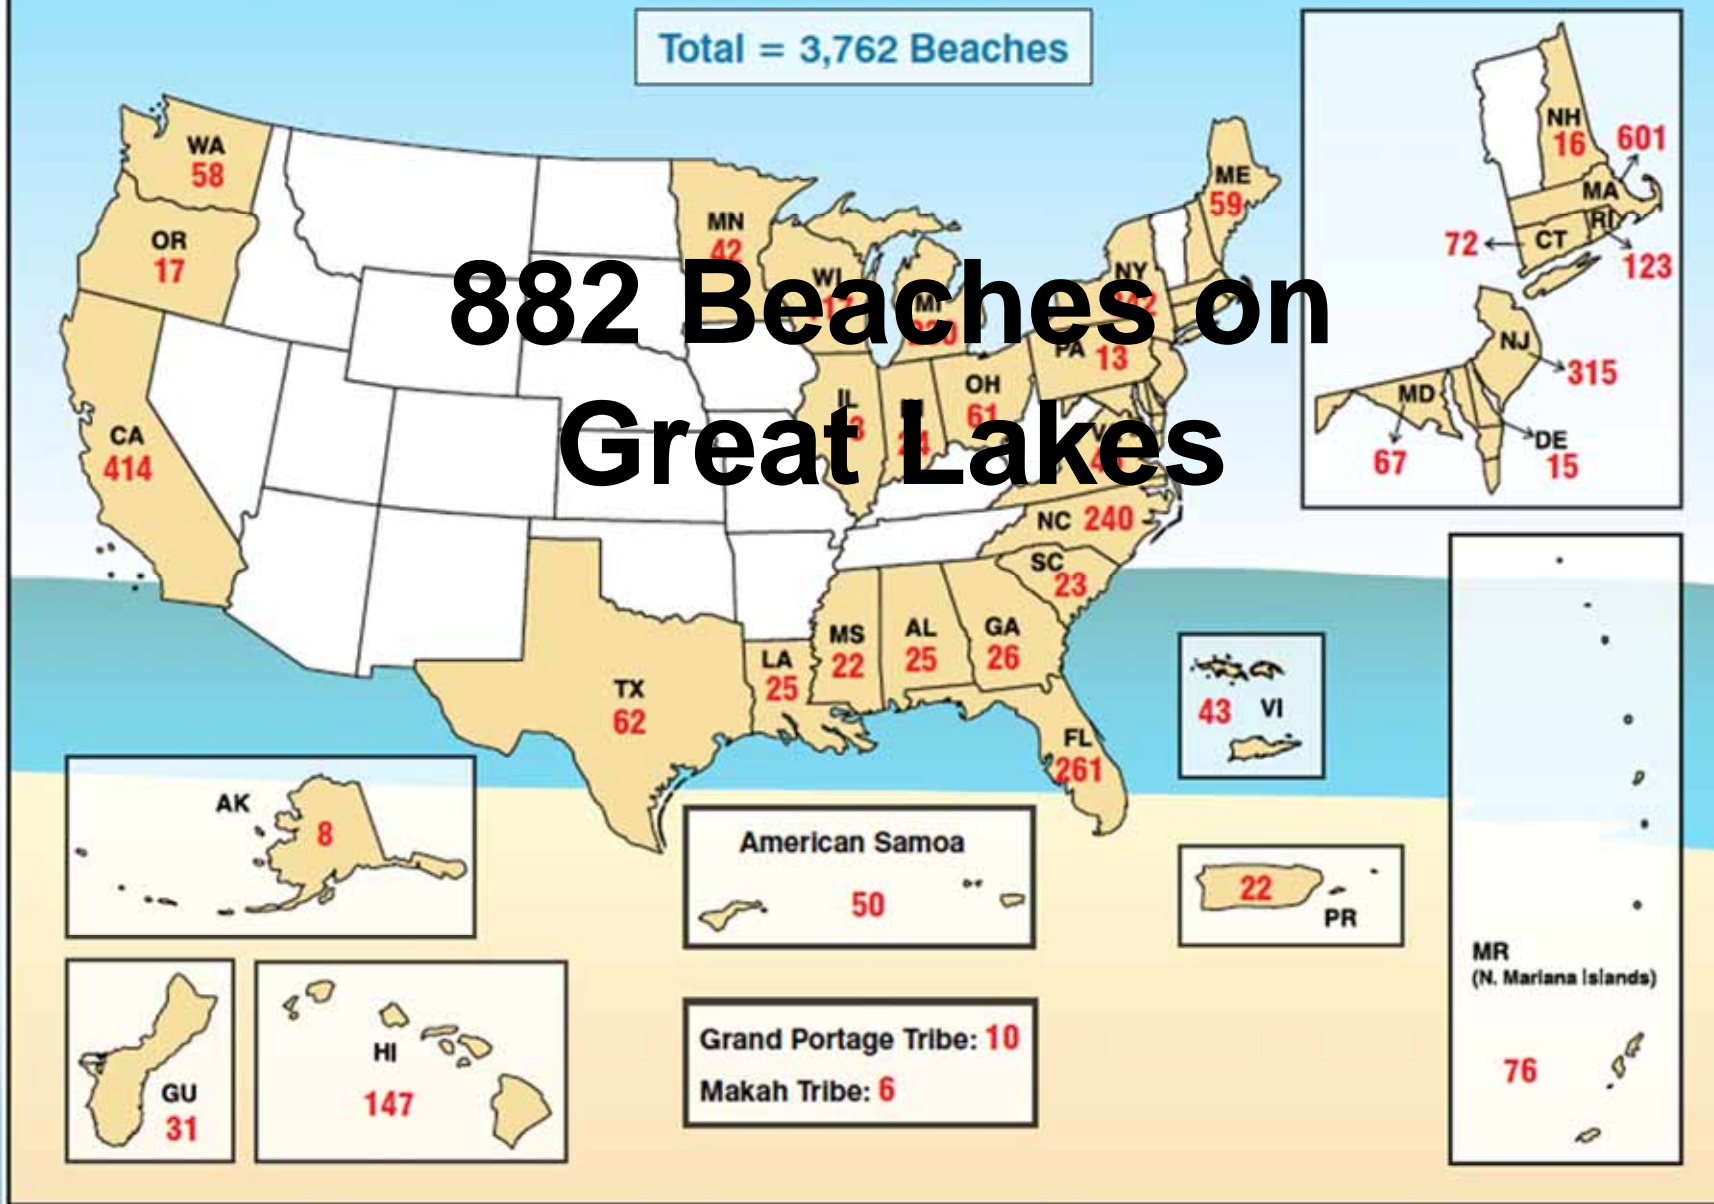 Total = 3,762 Beaches
882 Beaches on
Great Lakes
WA
58
OR
17
CA
414
MN
42
WI
MI
NY
ME
59
PA 13
IL
OH
61
NC 240
SC
23
MS
22
AL
25
GA
26
LA
25
TX
62
FL
261
NH
16
601
MA
RI
CT
72
123
NJ
315
MD
67
DE
15
43 VI
AK
8
American Samoa
50
22
PR
MR
(N. Mariana Islands)
76
GU
31
HI
147
Grand Portage Tribe: 10
Makah Tribe: 6